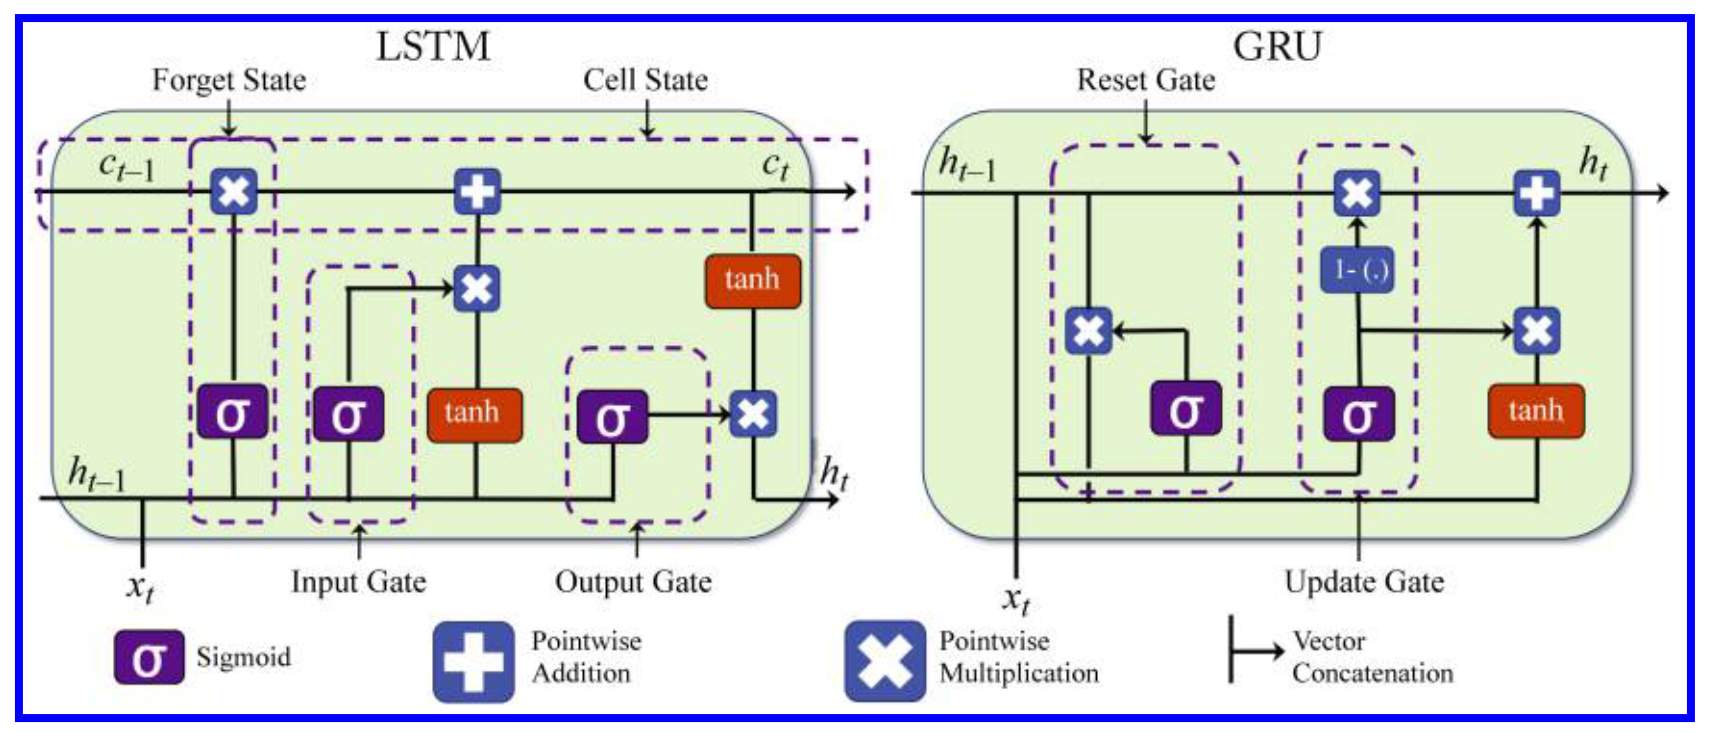 LSTM
GRU
Forget State
Cell State
Reset Gate
c_{t–1}
c_t
h_{t–1}
h_t
1- (.)
tanh
σ
σ
tanh
σ
σ
σ
tanh
h_{t–1}
h_t
x_t
Input Gate
Output Gate
x_t
Update Gate
σ
Sigmoid
Pointwise
Addition
Pointwise
Multiplication
Vector
Concatenation